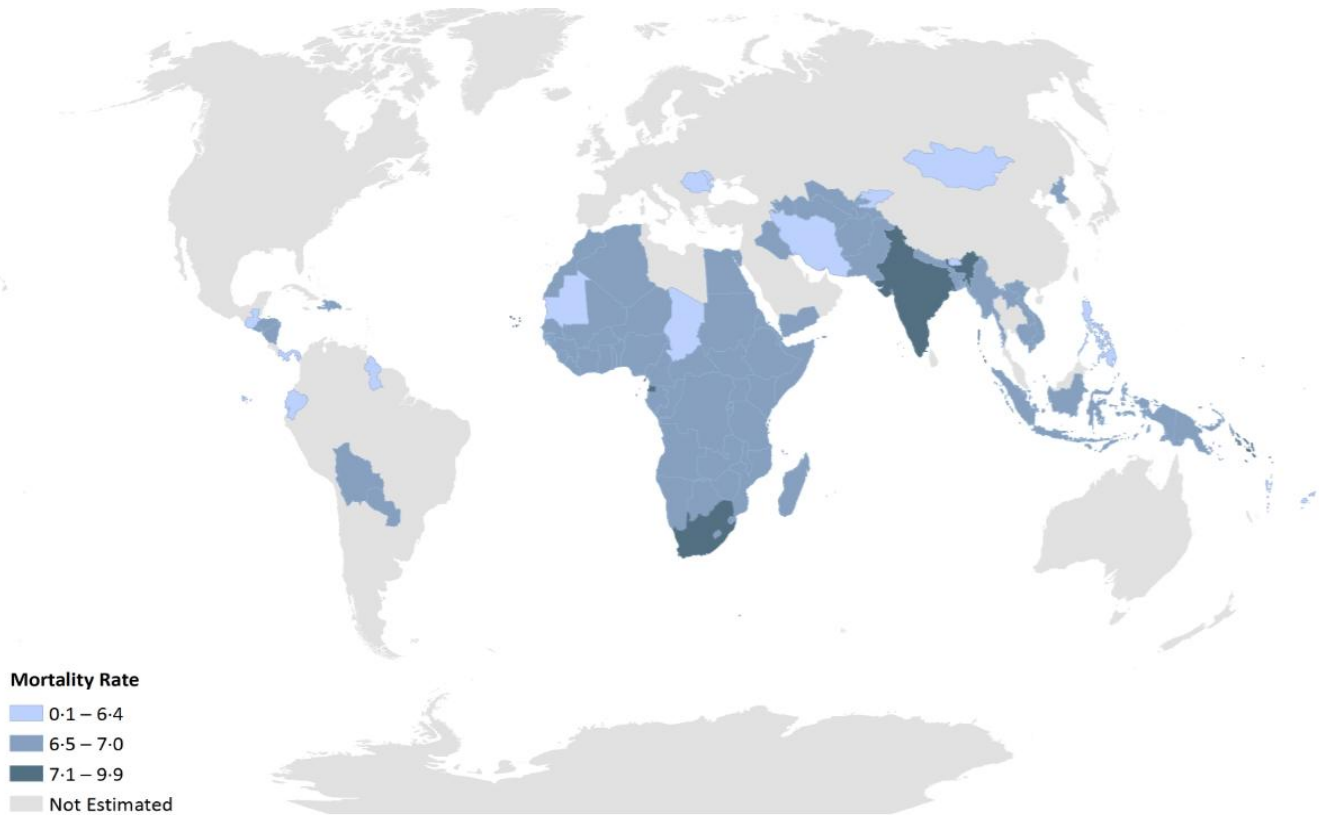 Mortality Rate
0·1 – 6·4
6·5 – 7·0
7·1 – 9·9
Not Estimated